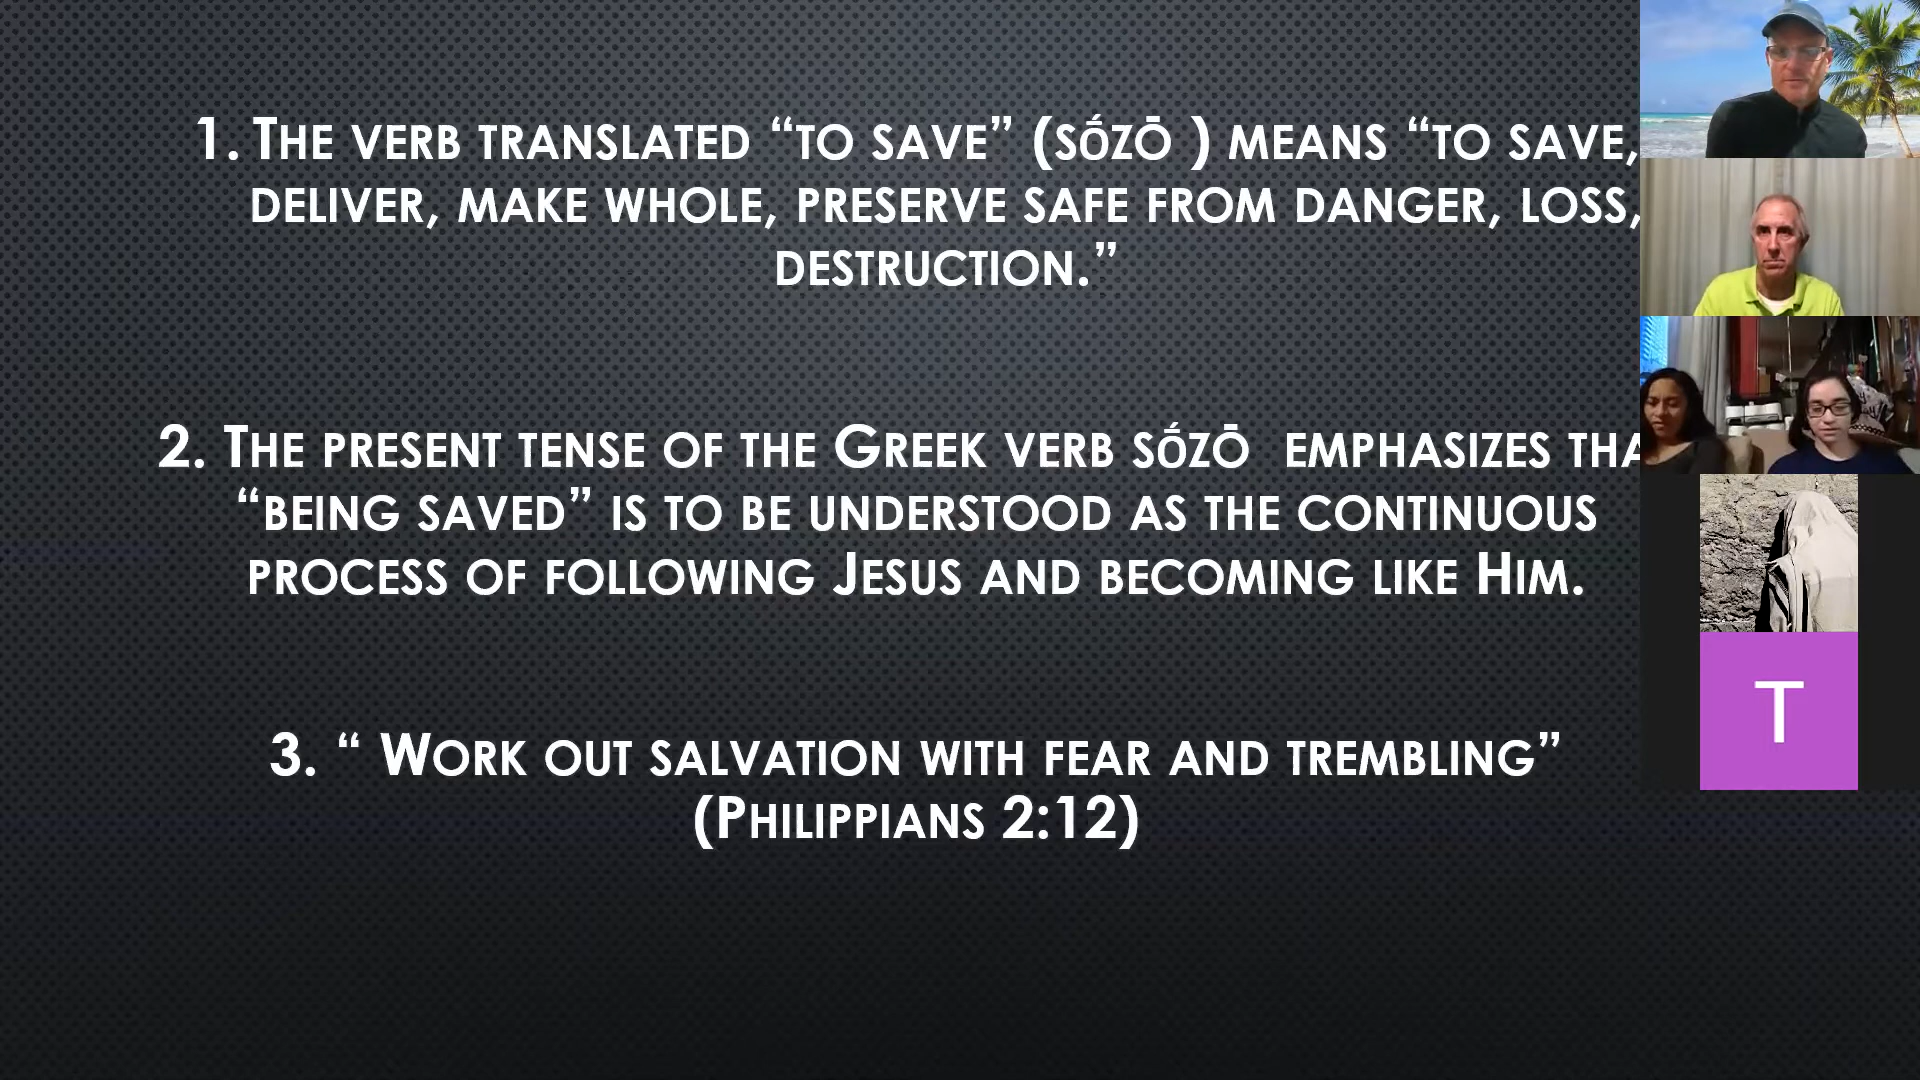 1. The verb translated “to save” (sṓzō ) means “to save,
deliver, make whole, preserve safe from danger, loss,
destruction.”
2. The present tense of the Greek verb sṓzō emphasizes tha
“being saved” is to be understood as the continuous
process of following Jesus and becoming like Him.
3. “ Work out salvation with fear and trembling”
(Philippians 2:12)
T